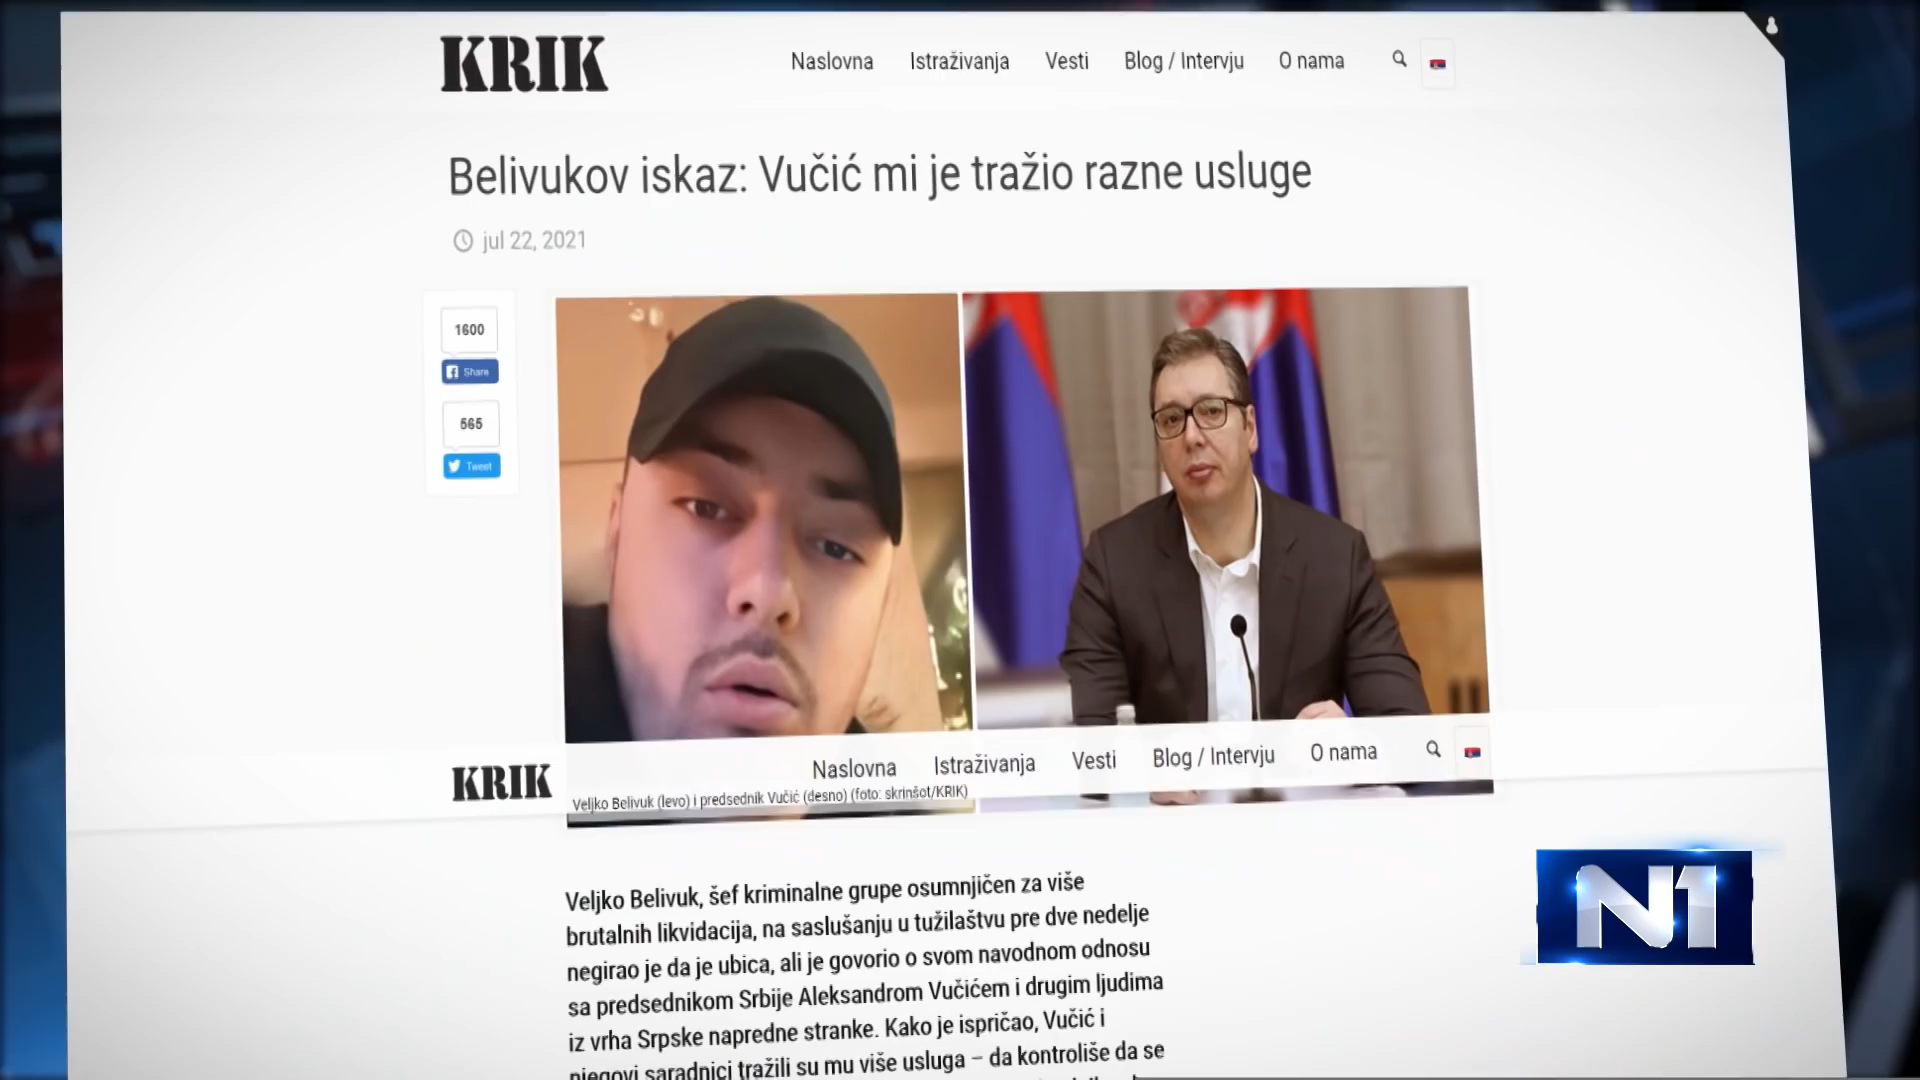 KRIK
Naslovna Istraživanja Vesti Blog / Intervju O nama
Belivukov iskaz: Vučić mi je tražio razne usluge
jul 22, 2021
1600
Share
565
Tweet
KRIK
Naslovna Istraživanja Vesti Blog / Intervju O nama
Veljko Belivuk (levo) i predsednik Vučić (desno) (foto: skrinšot/KRIK)
Veljko Belivuk, šef kriminalne grupe osumnjičen za više
brutalnih likvidacija, na saslušanju u tužilaštvu pre dve nedelje
negirao je da je ubica, ali je govorio o svom navodnom odnosu
sa predsednikom Srbije Aleksandrom Vučićem i drugim ljudima
iz vrha Srpske napredne stranke. Kako je ispričao, Vučić i
njegovi saradnici tražili su mu više usluga – da kontroliše da se
N1